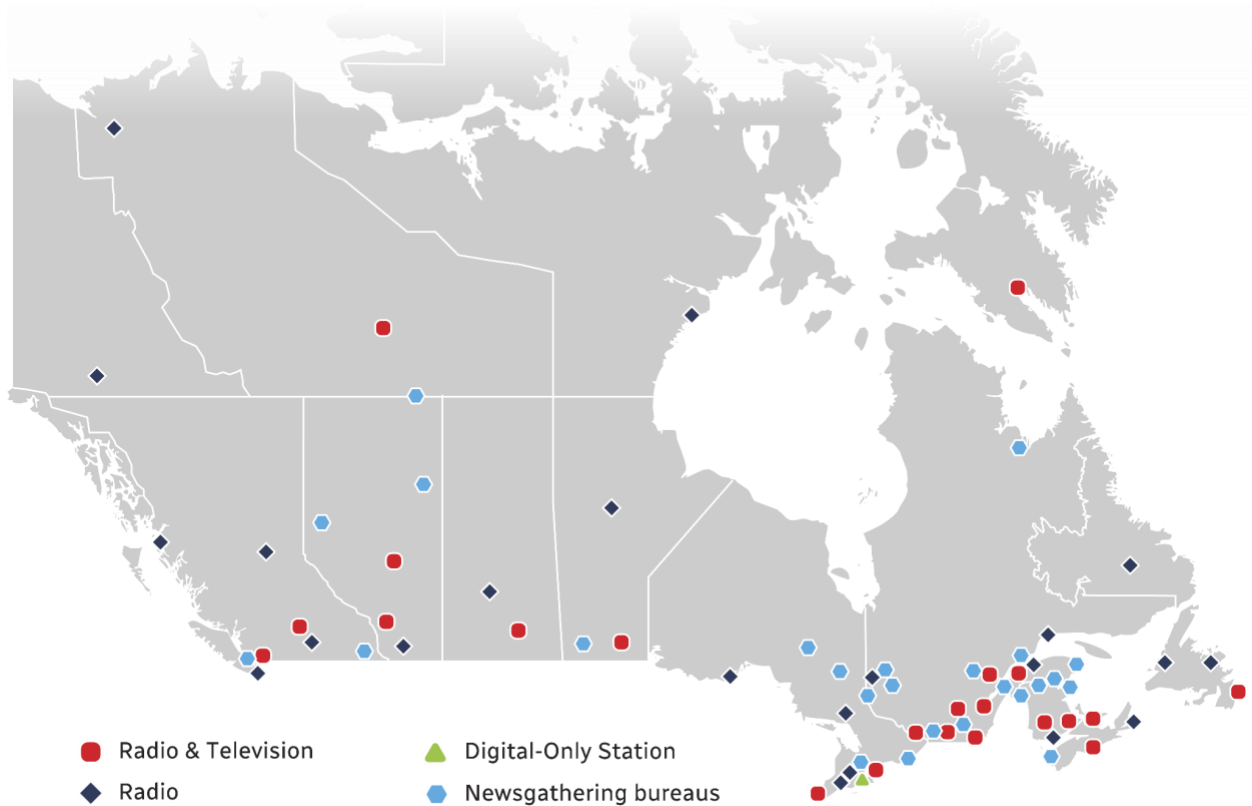 Radio & Television
Digital-Only Station
Radio
Newsgathering bureaus